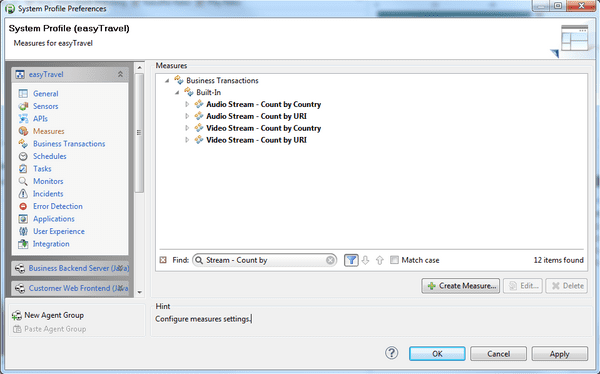 System Profile Preferences
System Profile (easyTravel)
Measures for easyTravel
easyTravel
General
Sensors
APIs
Measures
Business Transactions
Schedules
Tasks
Monitors
Incidents
Error Detection
Applications
User Experience
Integration
Business Backend Server (Java)
Customer Web Frontend (Java
New Agent Group
Paste Agent Group
Measures
Business Transactions
Built-In
Audio Stream - Count by Country
Audio Stream - Count by URI
Video Stream - Count by Country
Video Stream - Count by URI
Find: Stream - Count by Match case 12 items found
Create Measure... Edit... Delete
Hint
Configure measures settings.
OK Cancel Apply